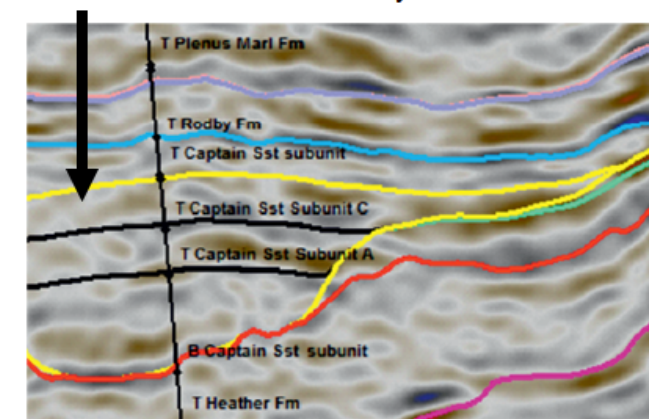 T Plenus Marl Fm
T Rodby Fm
T Captain Sst subunit
T Captain Sst Subunit C
T Captain Sst Subunit A
B Captain Sst subunit
T Heather Fm